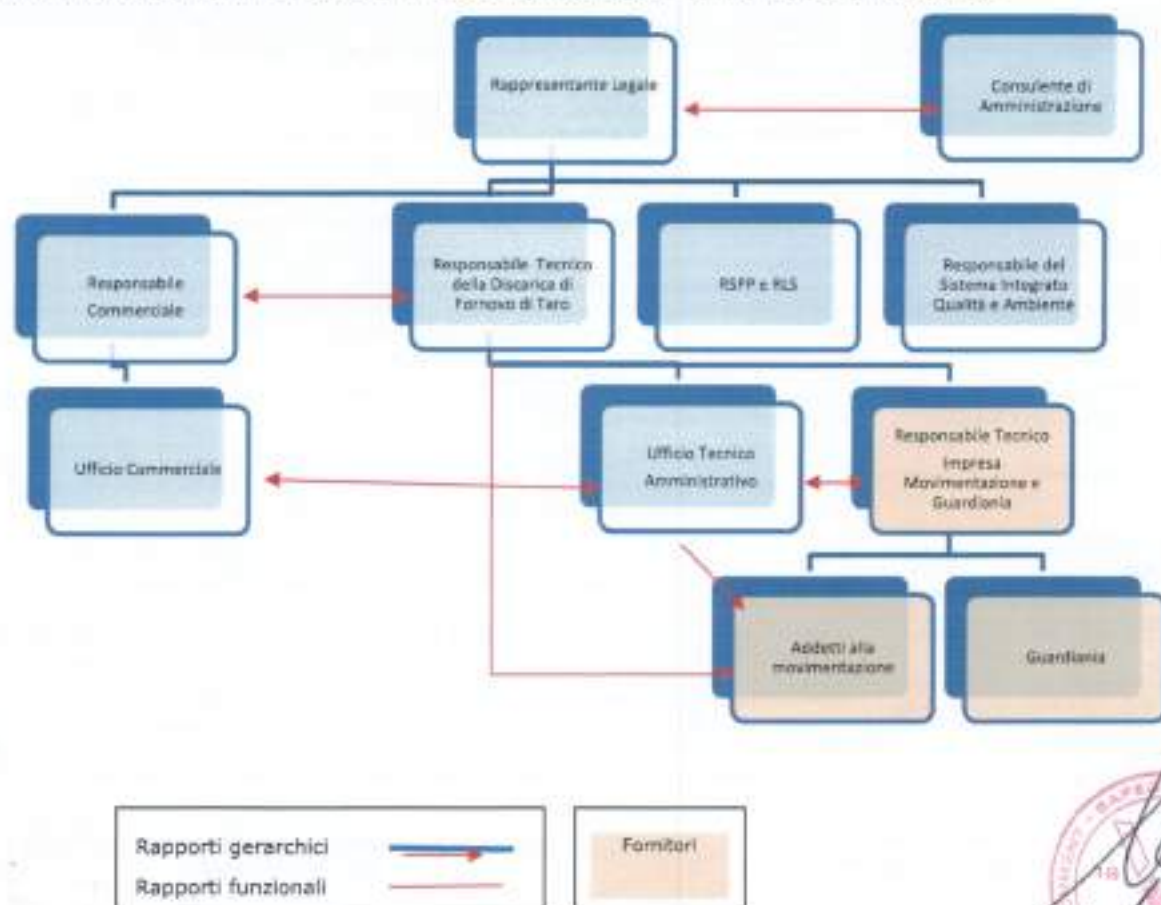 Rappresentante Legale
Consulente di
Amministrazione
Responsabile
Commerciale
Responsabile Tecnico
della Discarica di
Fornovo di Taro
RSPP e RLS
Responsabile del
Sistema Integrato
Qualità e Ambiente
Ufficio Commerciale
Ufficio Tecnico
Amministrativo
Responsabile Tecnico
Impresa
Movimentazione e
Guardiania
Addetti alla
movimentazione
Guardiania
Rapporti gerarchici
Rapporti funzionali
Fornitori
18